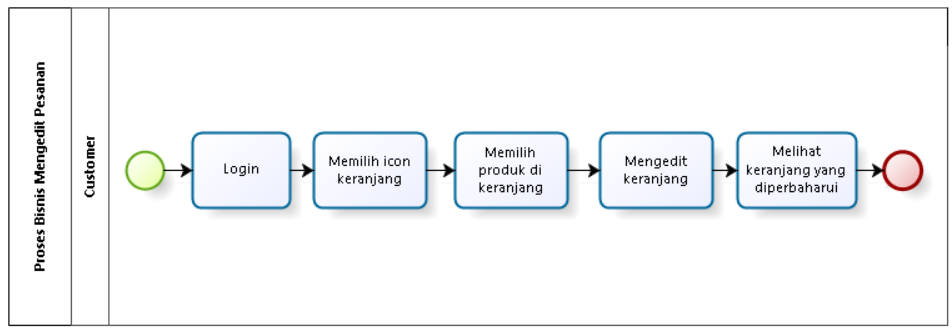 Proses Bisnis Mengedit Pesanan
Customer
Login
Memilih icon
keranjang
Memilih
produk di
keranjang
Mengedit
keranjang
Melihat
keranjang yang
diperbaharui